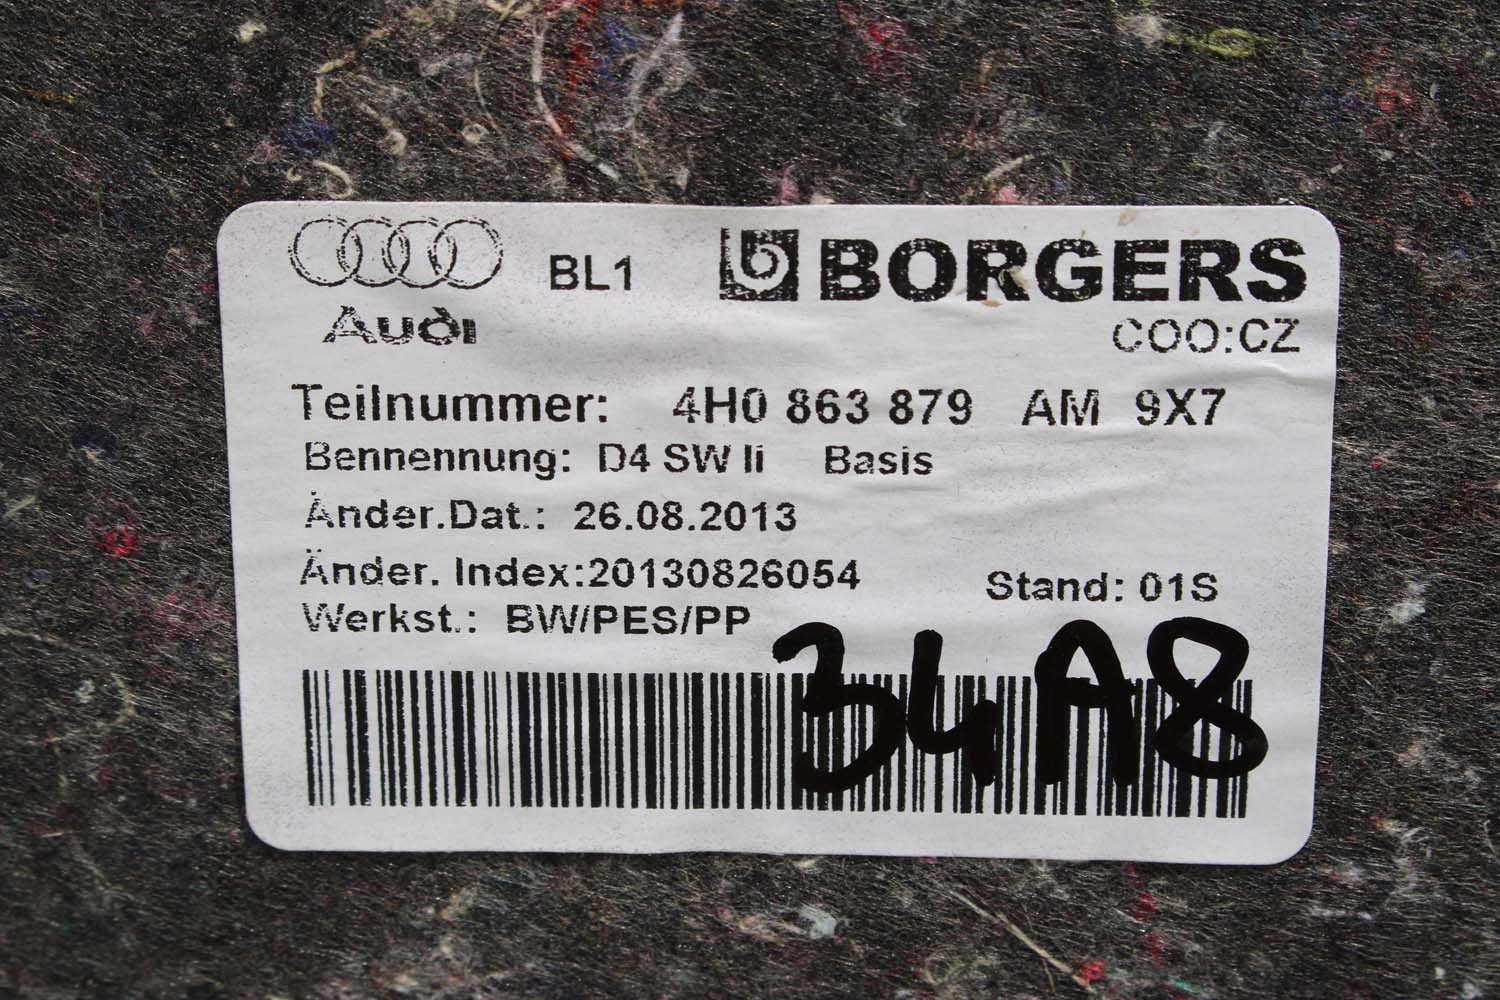 BL1 BORGERS
Audi COO:CZ
Teilnummer: 4H0 863 879 AM 9X7
Bennennung: D4 SW li Basis
Änder.Dat.: 26.08.2013
Änder. Index:20130826054
Stand: 01S
Werkst.: BW/PES/PP
34A8